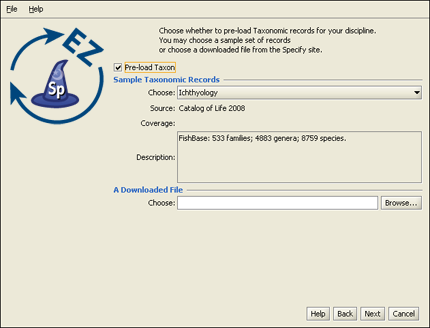 File Help
EZ
Sp
Choose whether to pre-load Taxonomic records for your discipline.
You may choose a sample set of records
or choose a downloaded file from the Specify site.
Pre-load Taxon
Sample Taxonomic Records
Choose: Ichthyology
Source: Catalog of Life 2008
Coverage:
Description: FishBase: 533 families; 4883 genera; 8759 species.
A Downloaded File
Choose: Browse...
Help Back Next Cancel